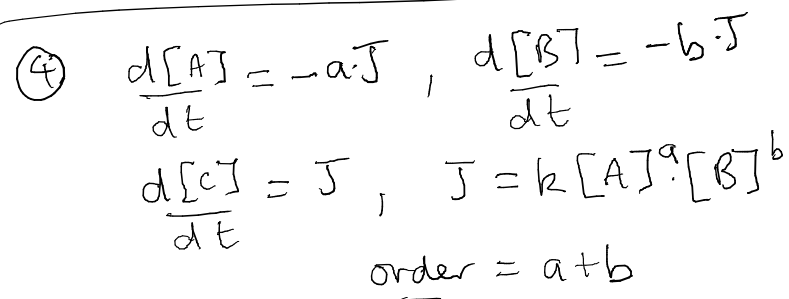 ④ d[A]/dt = -a·J , d[B]/dt = -b·J
d[C]/dt = J , J = k[A]ᵃ·[B]ᵇ
order = a+b